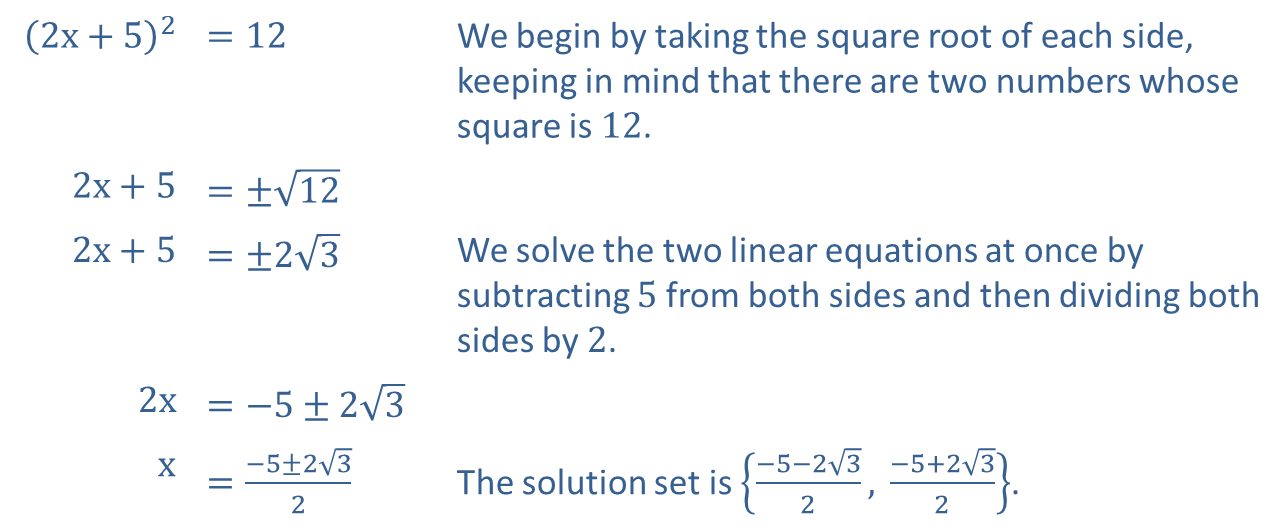 (2x + 5)² = 12 We begin by taking the square root of each side,
keeping in mind that there are two numbers whose
square is 12.
2x + 5 = ±√12
2x + 5 = ±2√3 We solve the two linear equations at once by
subtracting 5 from both sides and then dividing both
sides by 2.
2x = −5 ± 2√3
x = (−5±2√3)/2 The solution set is {(−5−2√3)/2, (−5+2√3)/2}.